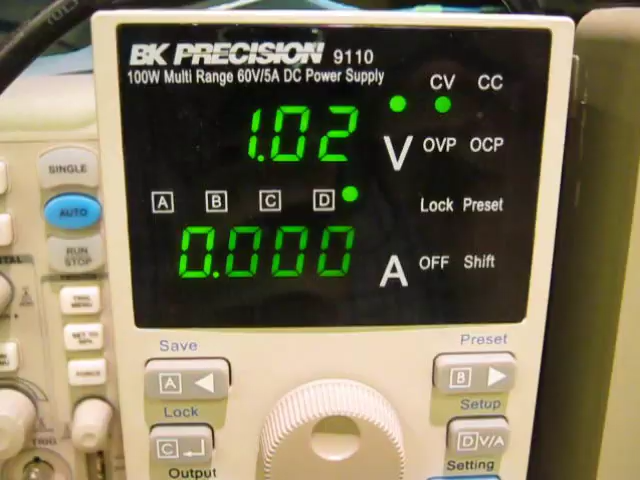 BK PRECISION 9110
100W Multi Range 60V/5A DC Power Supply
CV CC
1.02 V
OVP OCP
A B C D
Lock Preset
0.000 A
OFF Shift
SINGLE
AUTO
RUN
STOP
Save
Preset
A
B
Lock
Setup
C
D V/A
Output
Setting
TRIG